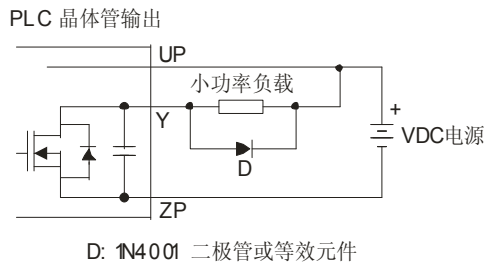 PLC 晶体管输出
UP
小功率负载
Y
+
VDC电源
D
ZP
D: 1N4001 二极管或等效元件